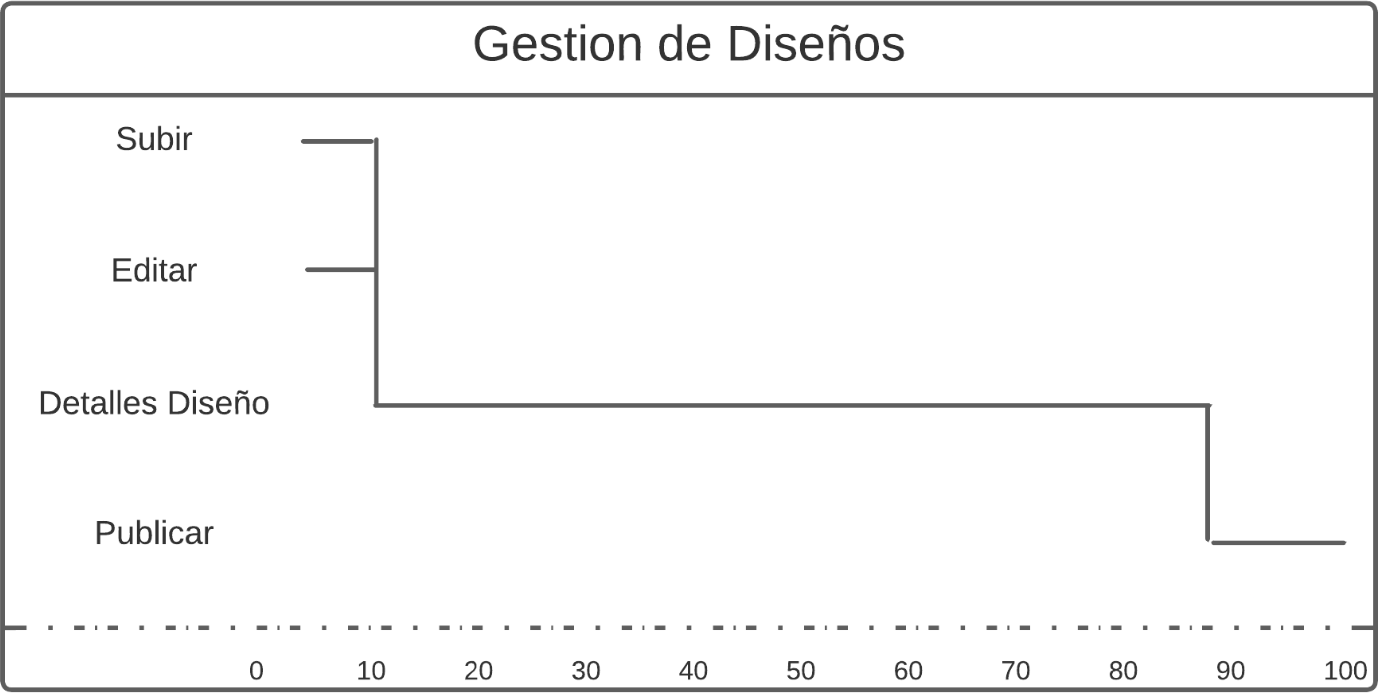 Gestion de Diseños
Subir
Editar
Detalles Diseño
Publicar
0 10 20 30 40 50 60 70 80 90 100